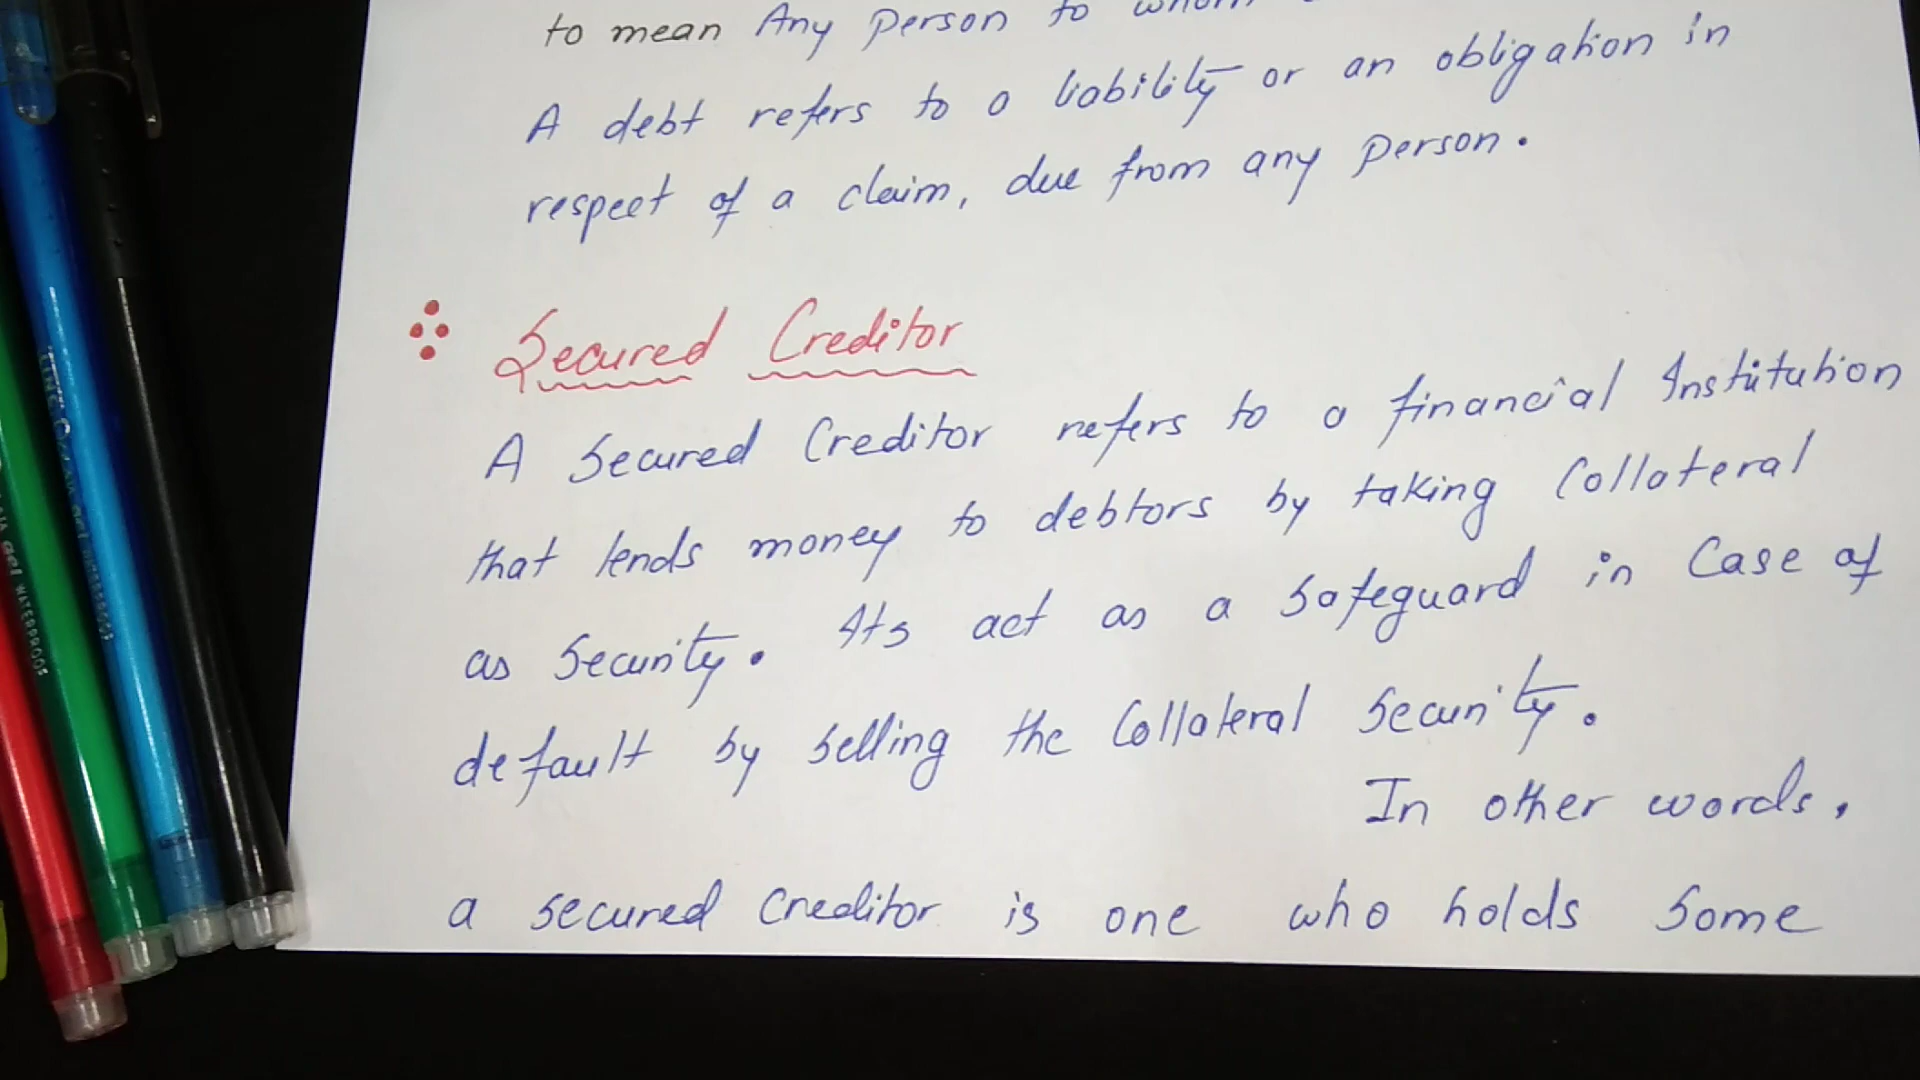 to mean Any person to whom
A debt refers to a liability or an obligation in
respect of a claim, due from any person.
Secured Creditor
A Secured Creditor refers to a financial Institution
that lends money to debtors by taking Collateral
as Security. Its act as a safeguard in Case of
default by selling the Collateral Security.
In other words,
a secured creditor is one who holds some